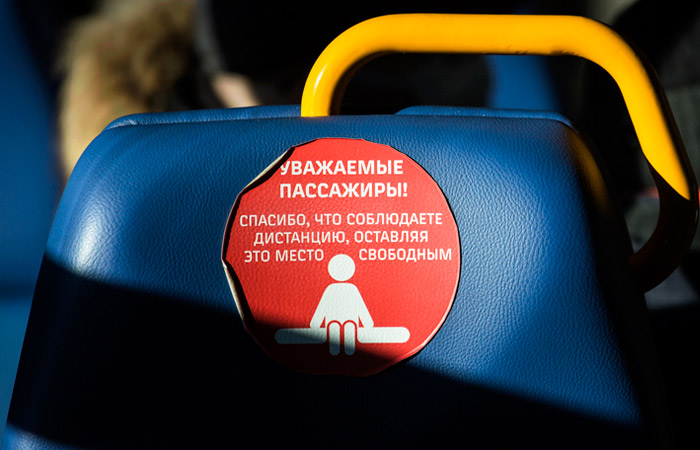 УВАЖАЕМЫЕ
ПАССАЖИРЫ!
СПАСИБО, ЧТО СОБЛЮДАЕТЕ
ДИСТАНЦИЮ, ОСТАВЛЯЯ
ЭТО МЕСТО СВОБОДНЫМ